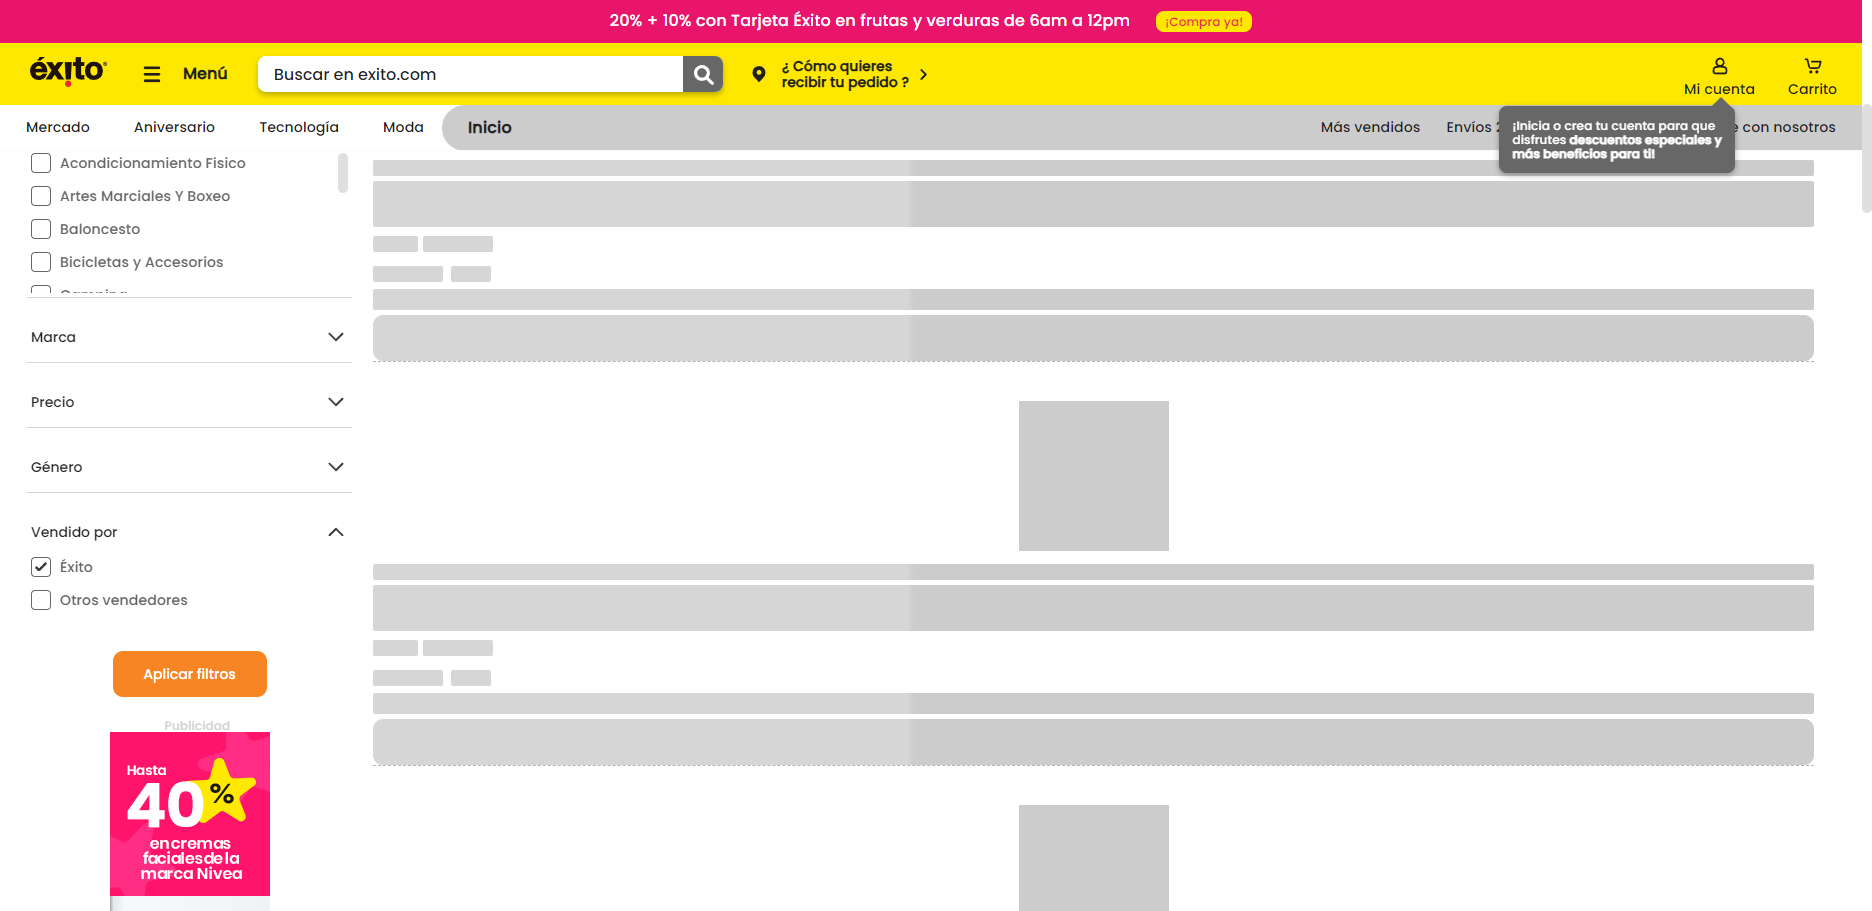 20% + 10% con Tarjeta Éxito en frutas y verduras de 6am a 12pm
¡Compra ya!
éxito
Menú
Buscar en exito.com
¿ Cómo quieres
recibir tu pedido ?
Mi cuenta
Carrito
Mercado
Aniversario
Tecnología
Moda
Inicio
Más vendidos
Envíos
con nosotros
¡Inicia o crea tu cuenta para que
disfrutes descuentos especiales y
más beneficios para ti!
Acondicionamiento Fisico
Artes Marciales Y Boxeo
Baloncesto
Bicicletas y Accesorios
Marca
Precio
Género
Vendido por
Éxito
Otros vendedores
Aplicar filtros
Publicidad
Hasta
40%
en cremas
faciales de la
marca Nivea